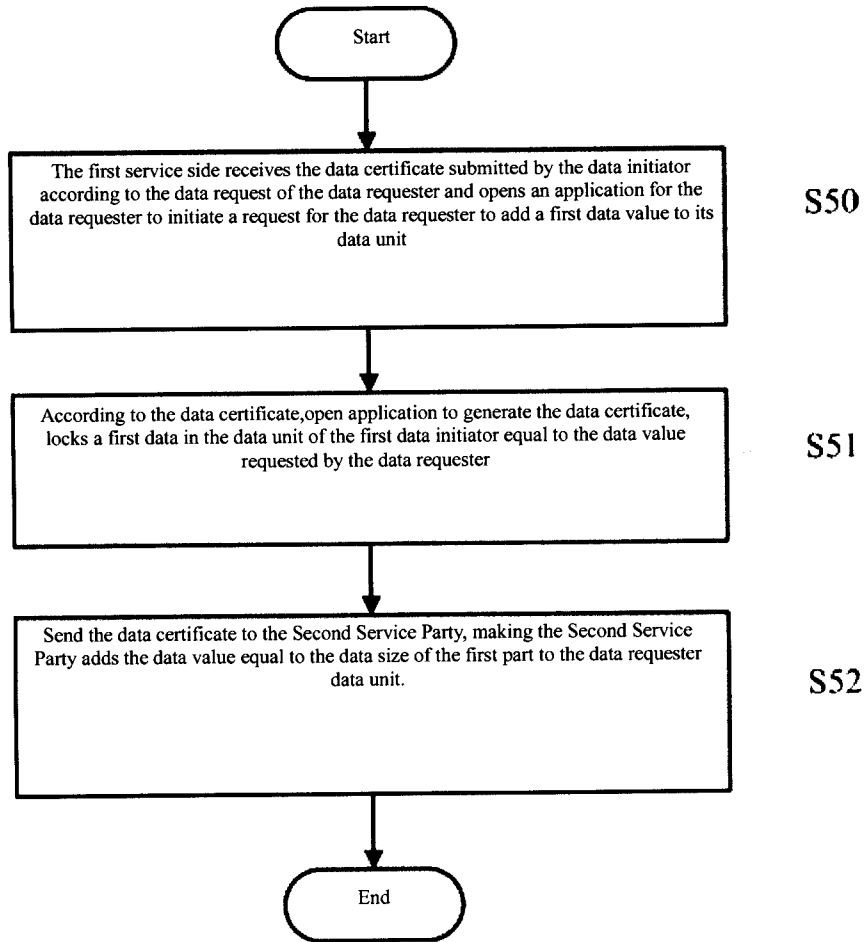 Start
The first service side receives the data certificate submitted by the data initiator
according to the data request of the data requester and opens an application for the
data requester to initiate a request for the data requester to add a first data value to its
data unit
S50
According to the data certificate,open application to generate the data certificate,
locks a first data in the data unit of the first data initiator equal to the data value
requested by the data requester
S51
Send the data certificate to the Second Service Party, making the Second Service
Party adds the data value equal to the data size of the first part to the data requester
data unit.
S52
End